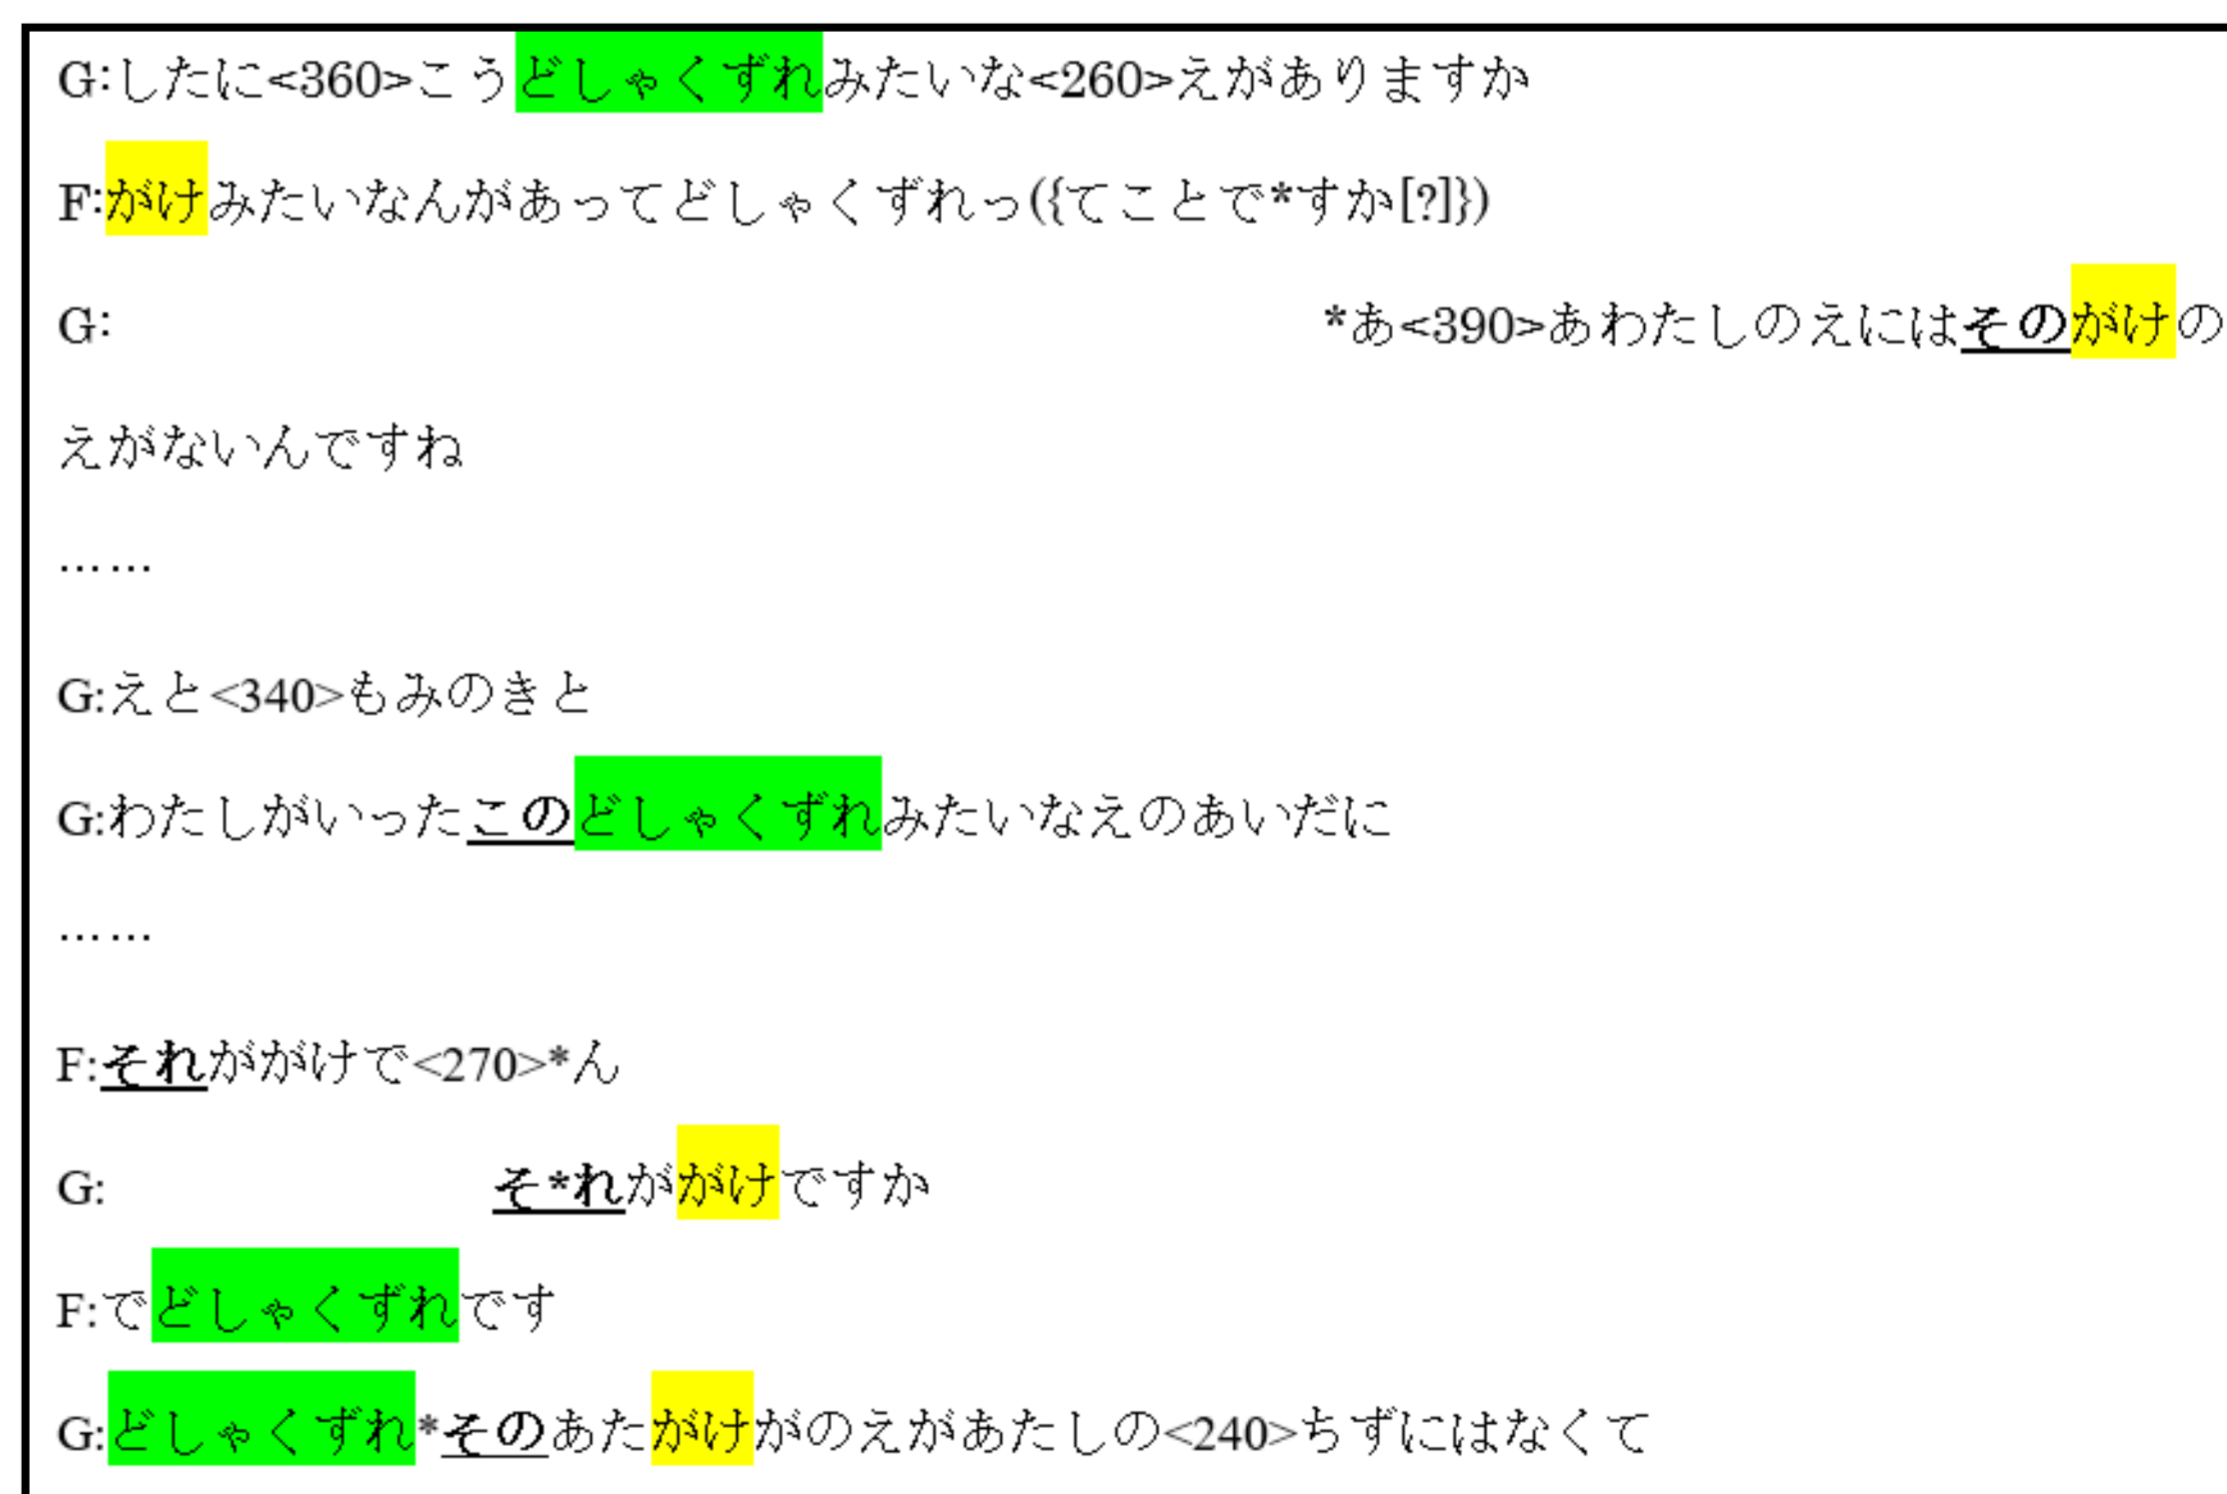 G:したに<360>こうどしゃくずれみたいな<260>えがありますか
F:がけみたいなんがあってどしゃくずれっ({てことで*すか[?]})
G: *あ<390>あわたしのえにはそのがけの
えがないんですね
……
G:えと<340>もみのきと
G:わたしがいったこのどしゃくずれみたいなえのあいだに
……
F:それががけで<270>*ん
G: そ*れががけですか
F:でどしゃくずれです
G:どしゃくずれ*そのあたがけがのえがあたしの<240>ちずにはなくて